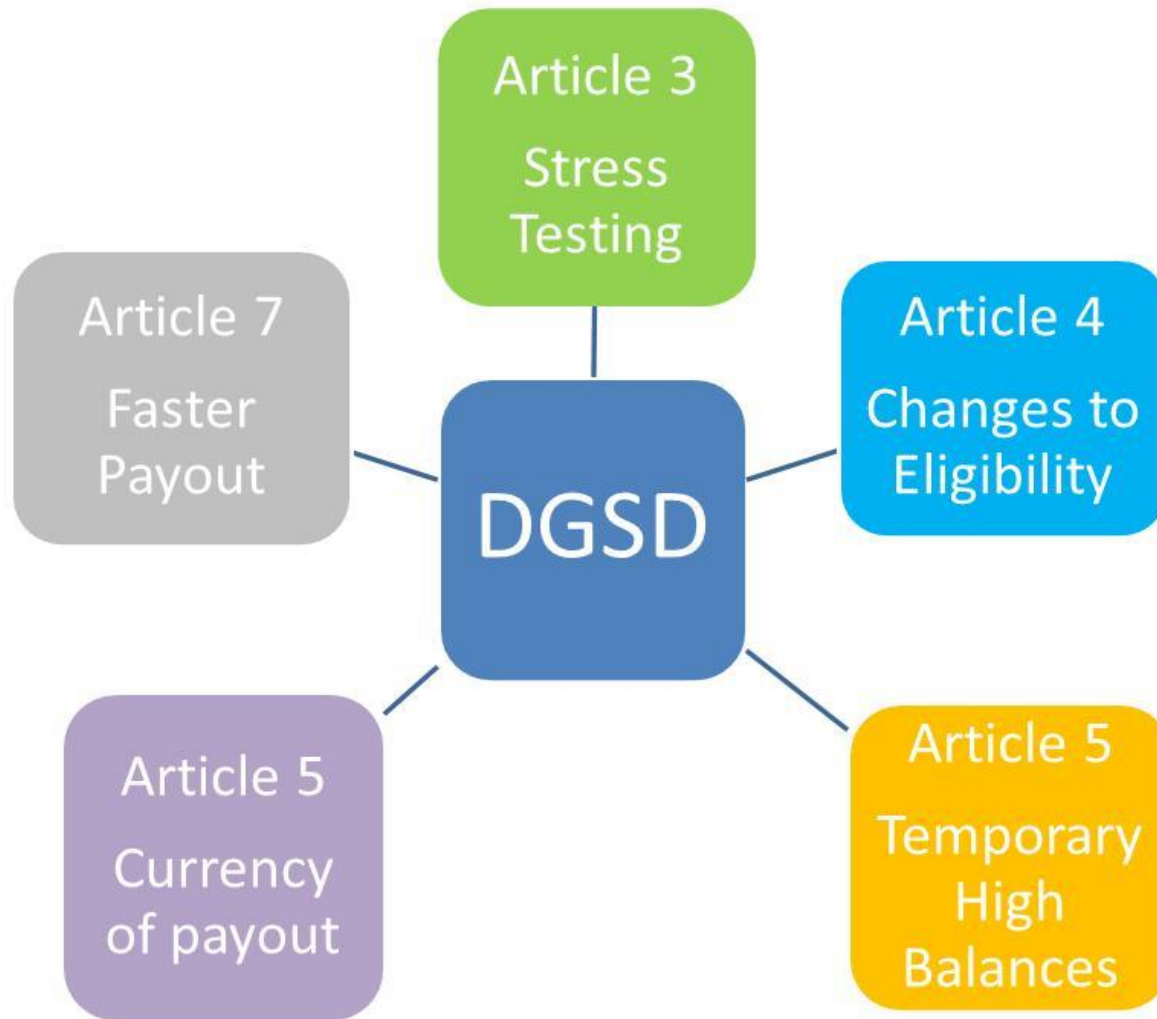 Article 3
Stress
Testing
Article 7
Faster
Payout
Article 4
Changes to
Eligibility
DGSD
Article 5
Currency
of payout
Article 5
Temporary
High
Balances